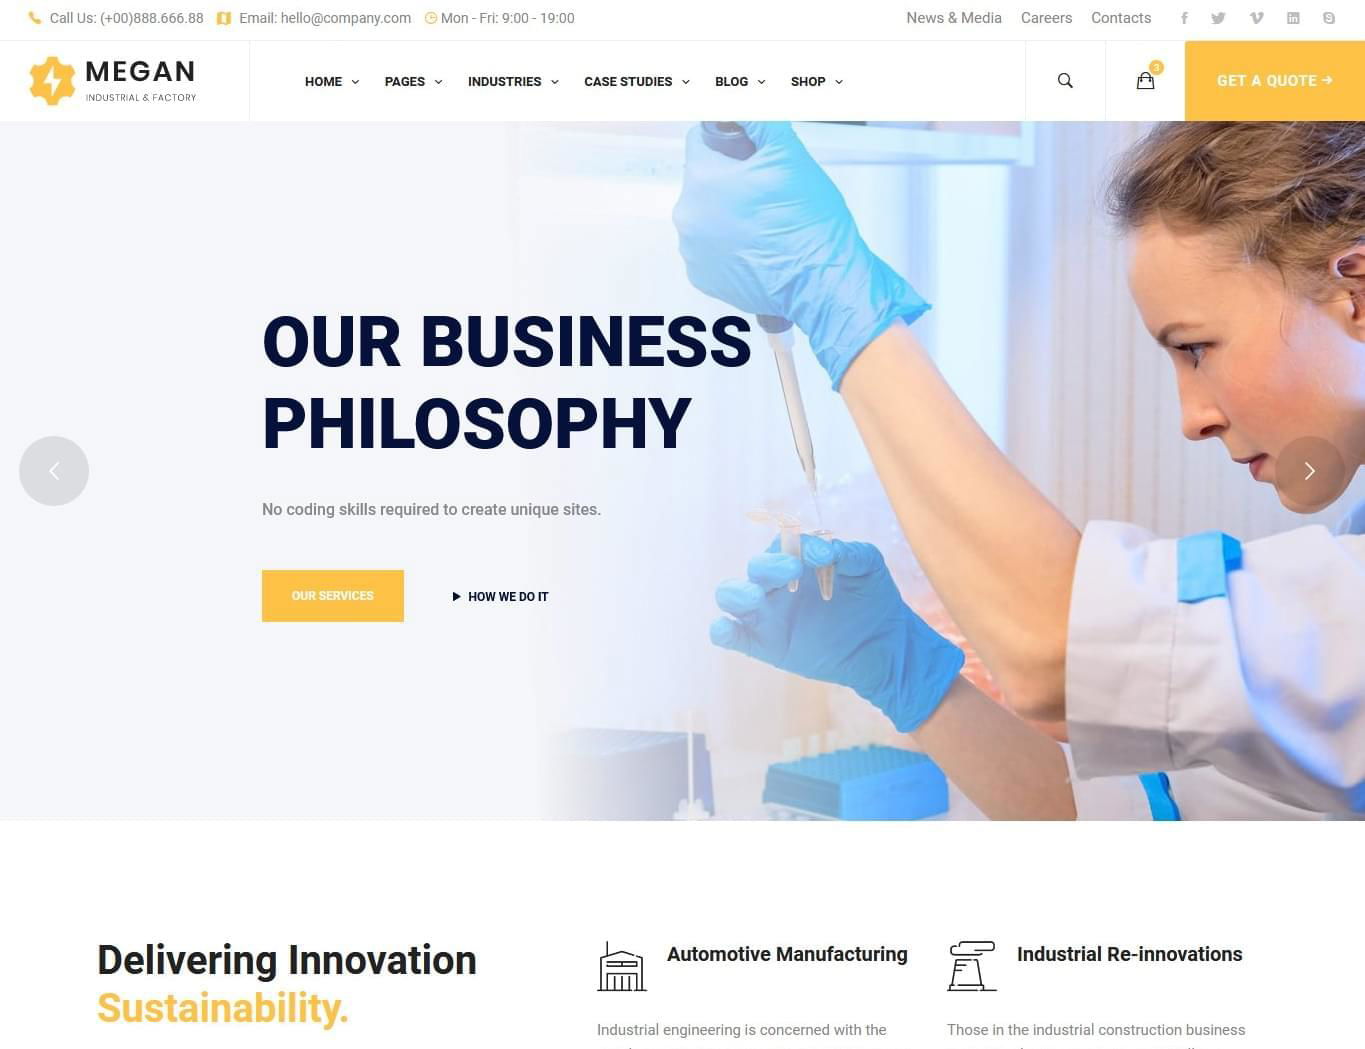 Call Us: (+00)888.666.88 Email: hello@company.com Mon - Fri: 9:00 - 19:00 News & Media Careers Contacts
MEGAN
INDUSTRIAL & FACTORY
HOME PAGES INDUSTRIES CASE STUDIES BLOG SHOP
3
GET A QUOTE
OUR BUSINESS
PHILOSOPHY
No coding skills required to create unique sites.
OUR SERVICES HOW WE DO IT
Delivering Innovation
Sustainability.
Automotive Manufacturing
Industrial engineering is concerned with the
Industrial Re-innovations
Those in the industrial construction business